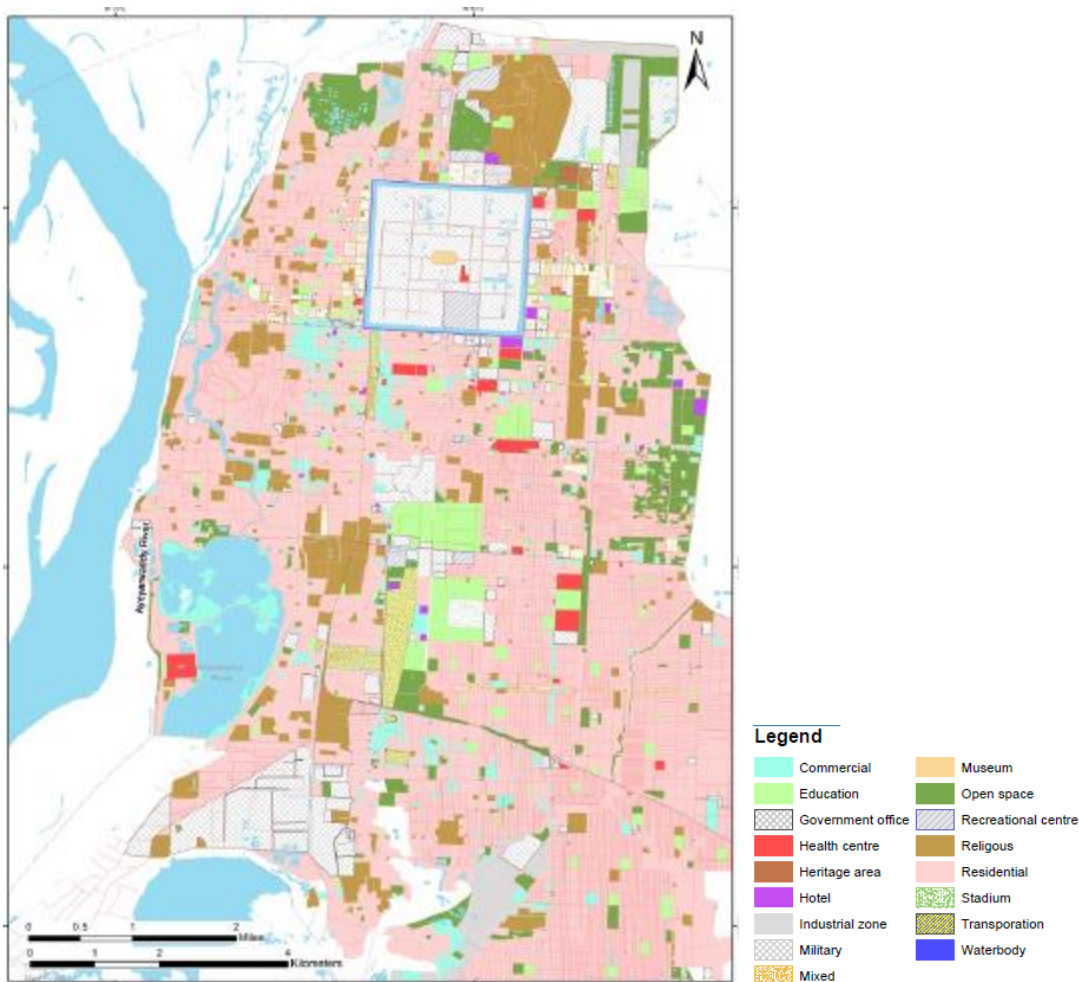 N
Ayeyarwaddy River
0 0.5 1 2
Miles
0 1 2 4
Kilometers
Legend
Commercial
Education
Government office
Health centre
Heritage area
Hotel
Industrial zone
Military
Mixed
Museum
Open space
Recreational centre
Religous
Residential
Stadium
Transporation
Waterbody